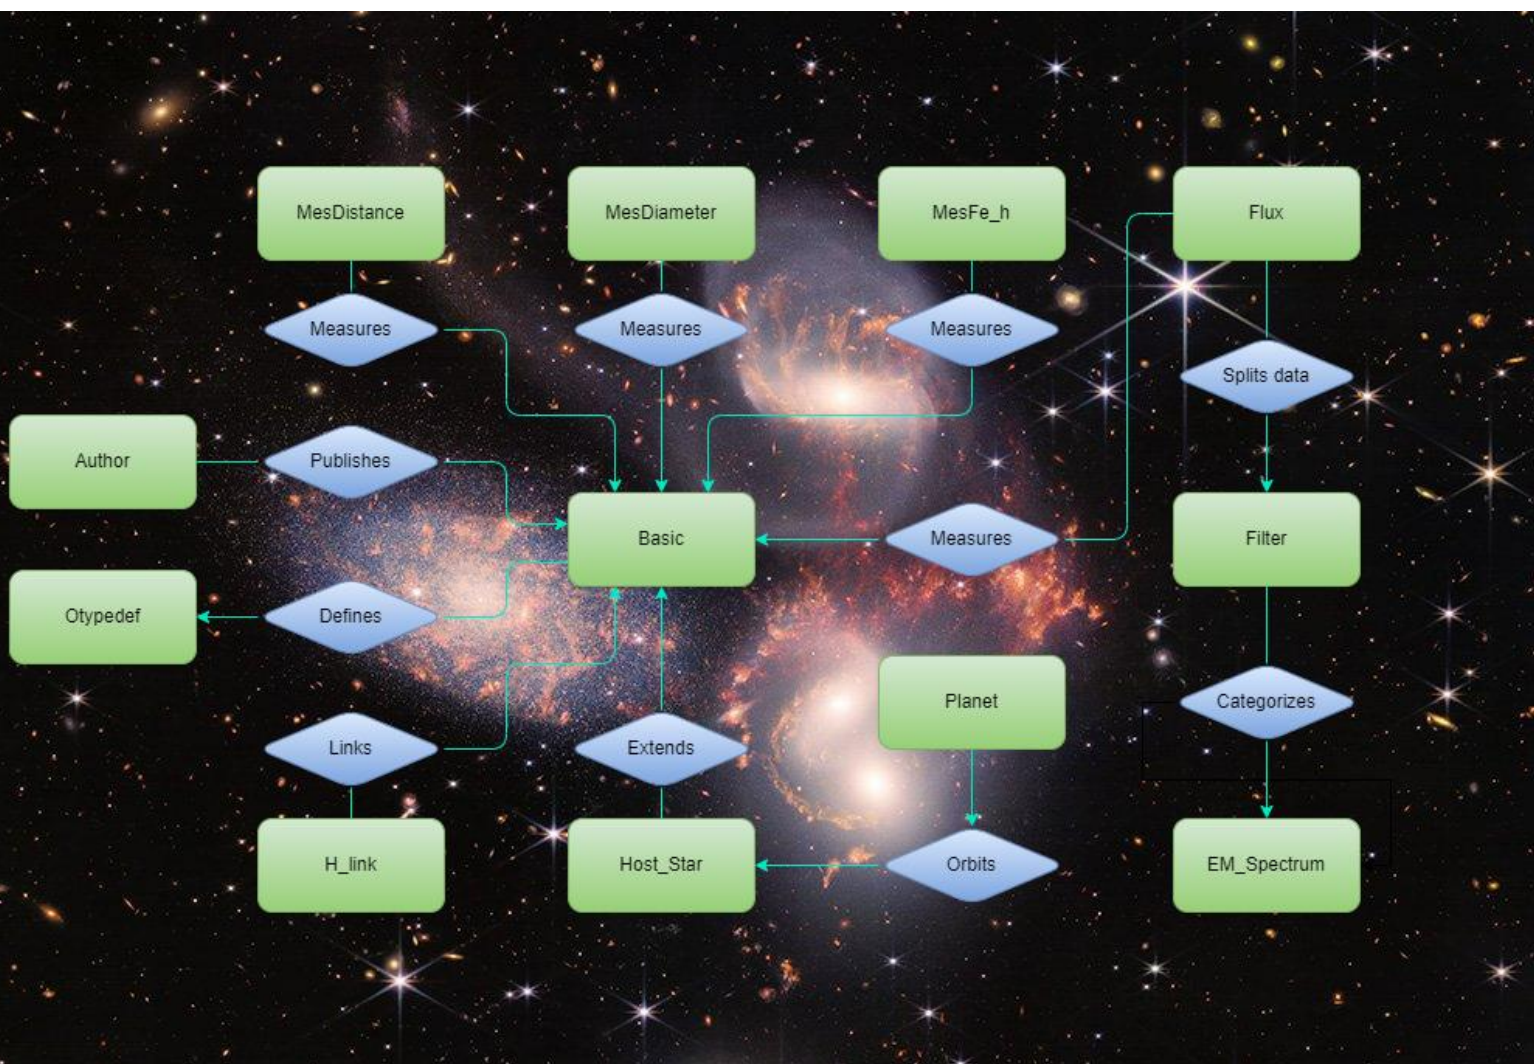 MesDistance
MesDiameter
MesFe_h
Flux
Measures
Measures
Measures
Splits data
Author
Publishes
Basic
Measures
Filter
Otypedef
Defines
Planet
Categorizes
Links
Extends
H_link
Host_Star
Orbits
EM_Spectrum